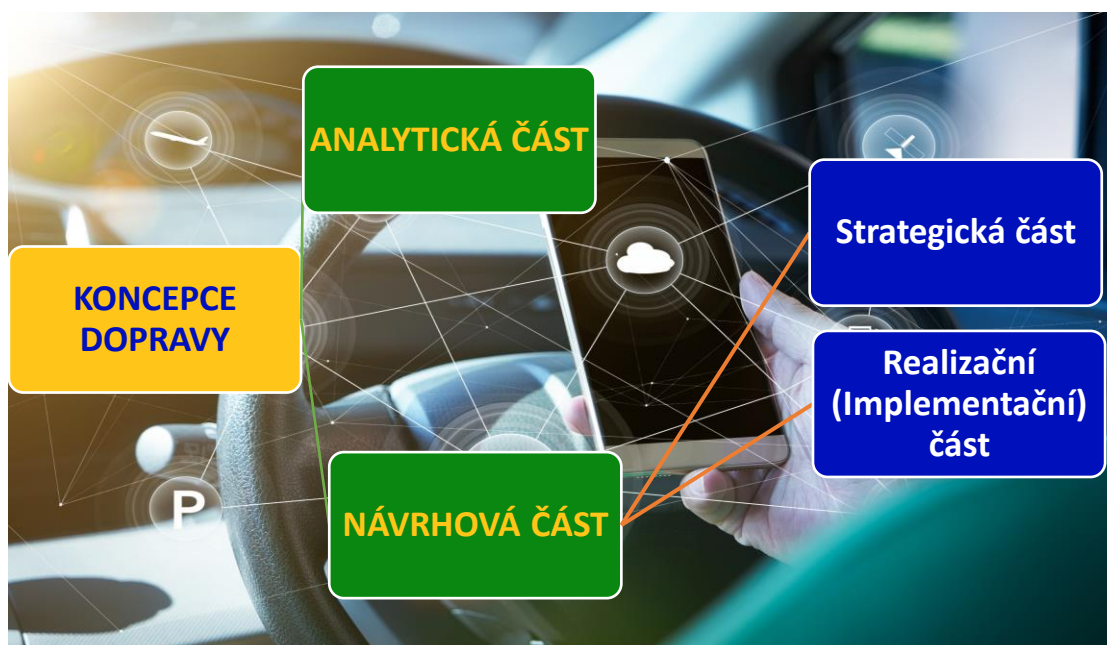 ANALYTICKÁ ČÁST
Strategická část
KONCEPCE
DOPRAVY
Realizační
(Implementační)
část
P
NÁVRHOVÁ ČÁST